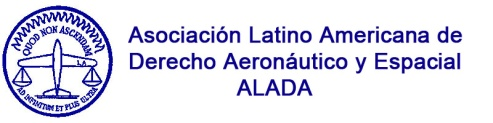 QUOD NON ASCENDAM
L A
AD INFINITUM ET PLUS ULTRA
Asociación Latino Americana de
Derecho Aeronáutico y Espacial
ALADA